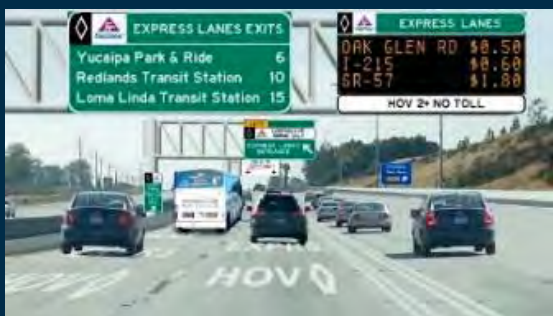 EXPRESS LANES EXITS
Yucaipa Park & Ride 6
Redlands Transit Station 10
Loma Linda Transit Station 15
EXPRESS LANES
OAK GLEN RD $0.50
I-215 $0.60
SR-57 $1.80
HOV 2+ NO TOLL
EXPRESS LANES
ENTRANCE
HOV